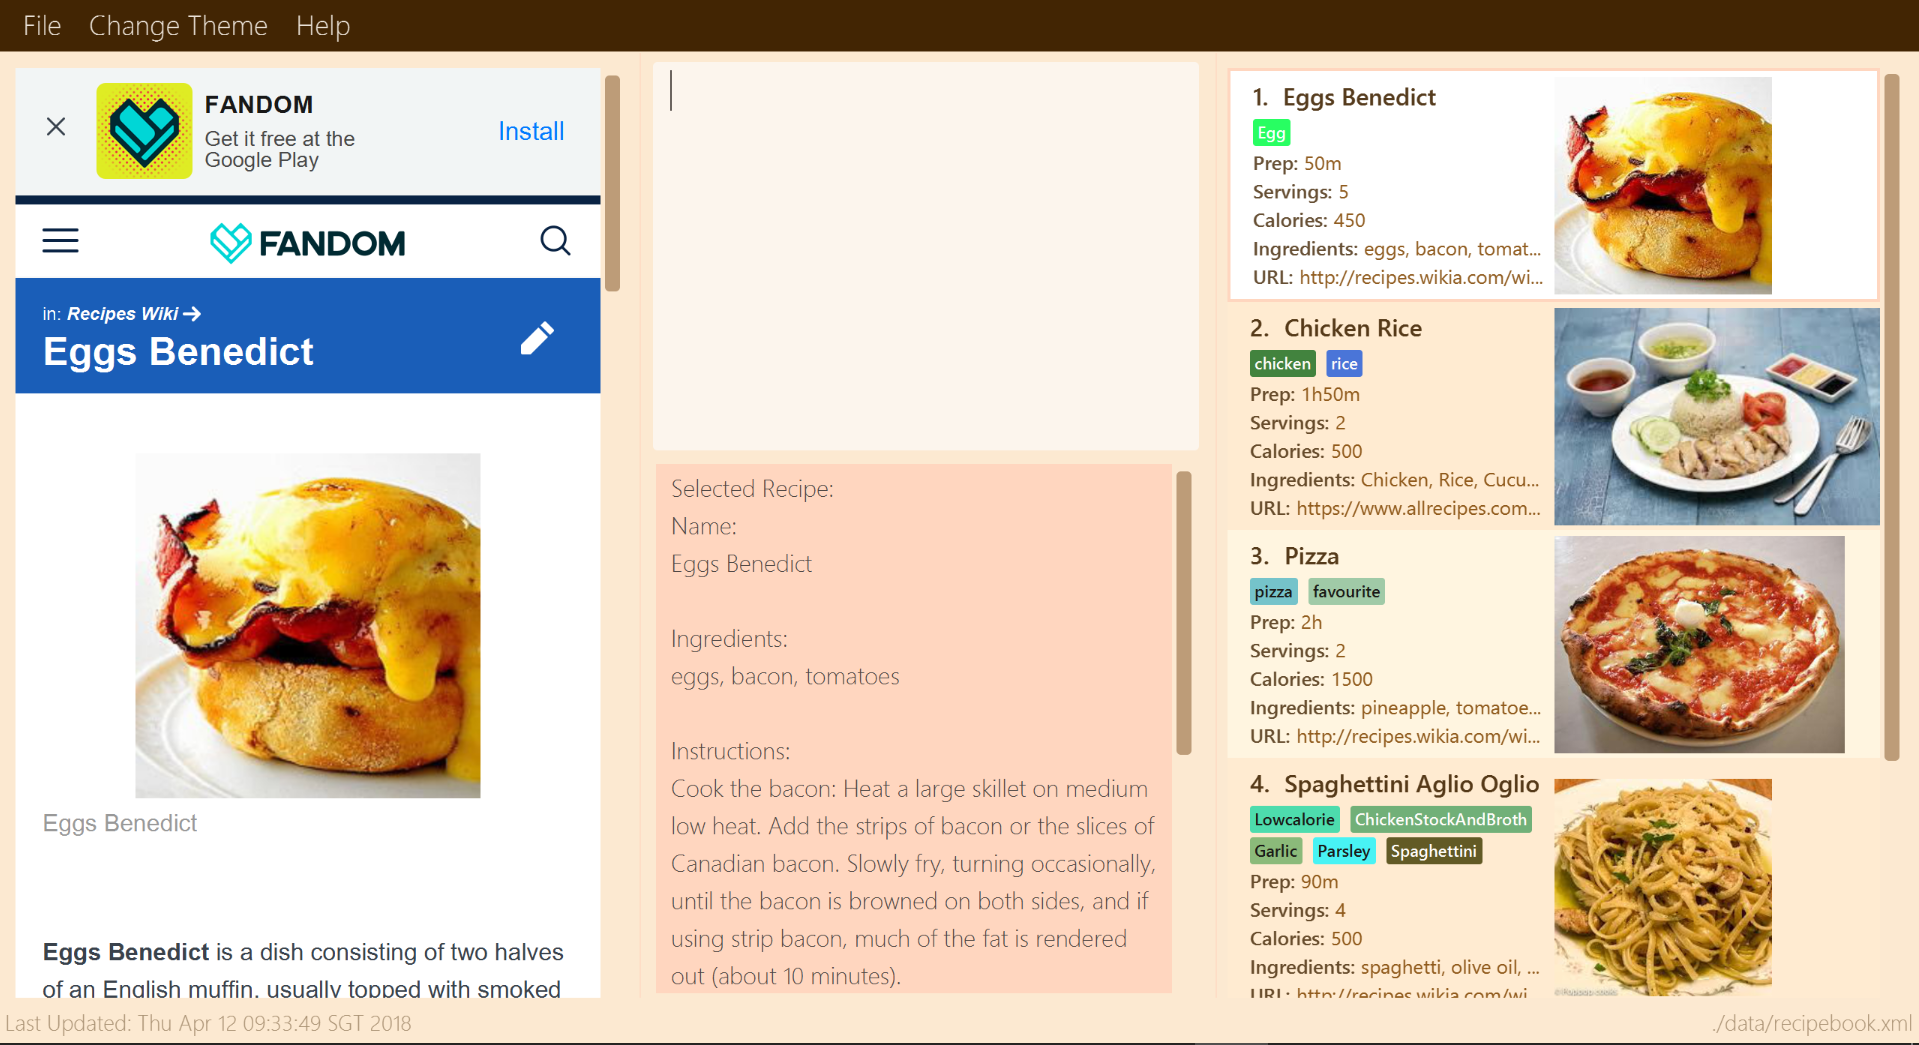 File Change Theme Help
FANDOM
Get it free at the
Google Play
Install
FANDOM
in: Recipes Wiki
Eggs Benedict
Eggs Benedict
Eggs Benedict is a dish consisting of two halves
of an English muffin, usually topped with smoked
Selected Recipe:
Name:
Eggs Benedict
Ingredients:
eggs, bacon, tomatoes
Instructions:
Cook the bacon: Heat a large skillet on medium
low heat. Add the strips of bacon or the slices of
Canadian bacon. Slowly fry, turning occasionally,
until the bacon is browned on both sides, and if
using strip bacon, much of the fat is rendered
out (about 10 minutes).
1. Eggs Benedict
Egg
Prep: 50m
Servings: 5
Calories: 450
Ingredients: eggs, bacon, tomat...
URL: http://recipes.wikia.com/wi...
2. Chicken Rice
chicken rice
Prep: 1h50m
Servings: 2
Calories: 500
Ingredients: Chicken, Rice, Cucu...
URL: https://www.allrecipes.com...
3. Pizza
pizza favourite
Prep: 2h
Servings: 2
Calories: 1500
Ingredients: pineapple, tomatoe...
URL: http://recipes.wikia.com/wi...
4. Spaghettini Aglio Oglio
Lowcalorie ChickenStockAndBroth
Garlic Parsley Spaghettini
Prep: 90m
Servings: 4
Calories: 500
Ingredients: spaghetti, olive oil, ...
URL: http://recipes.wikia.com/wi...
Last Updated: Thu Apr 12 09:33:49 SGT 2018
./data/recipebook.xml